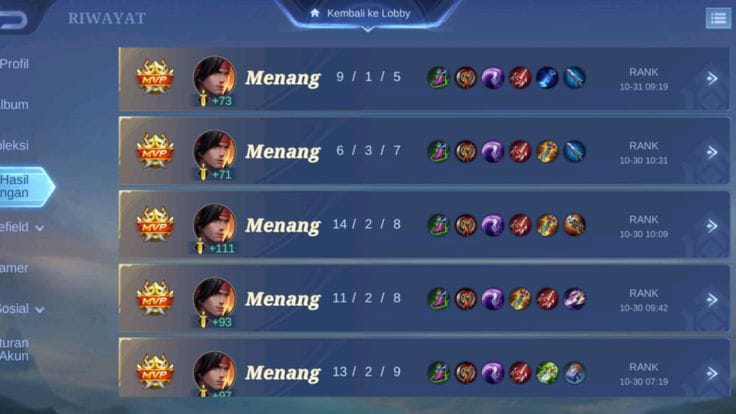 RIWAYAT
Kembali ke Lobby
Profil
lbum
leksi
Hasil
ngan
efield
amer
Sosial
turan
Akun
MVP +73 Menang 9 / 1 / 5 RANK
10-31 09:19
MVP +71 Menang 6 / 3 / 7 RANK
10-30 10:31
MVP +111 Menang 14 / 2 / 8 RANK
10-30 10:09
MVP +93 Menang 11 / 2 / 8 RANK
10-30 09:42
MVP +97 Menang 13 / 2 / 9 RANK
10-30 07:19